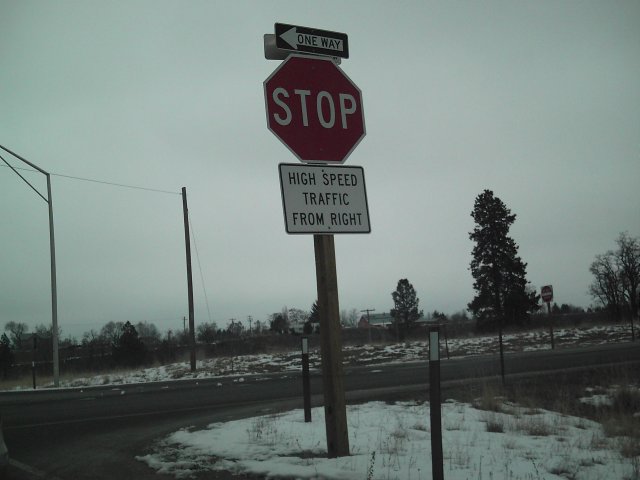 ONE WAY
STOP
HIGH SPEED
TRAFFIC
FROM RIGHT